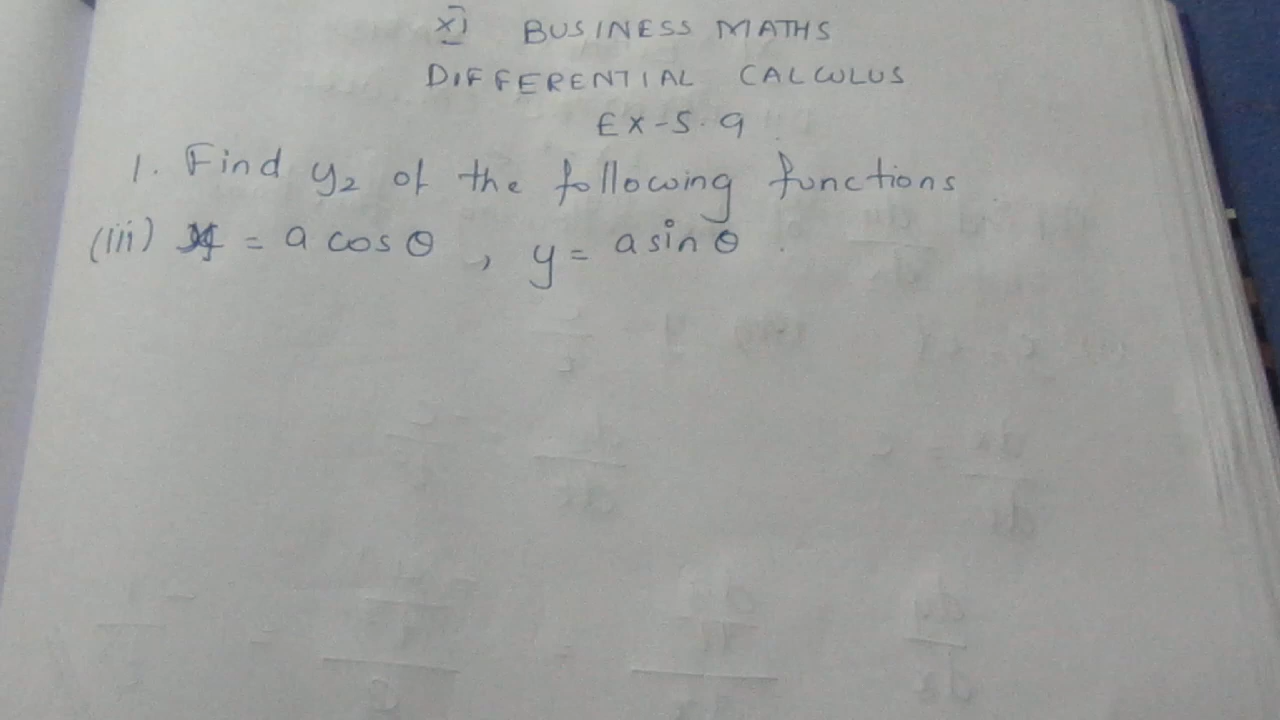 XI BUSINESS MATHS
DIFFERENTIAL CALCULUS
EX-5.9
1. Find y₂ of the following functions
(iii) x = a cos θ , y = a sin θ .